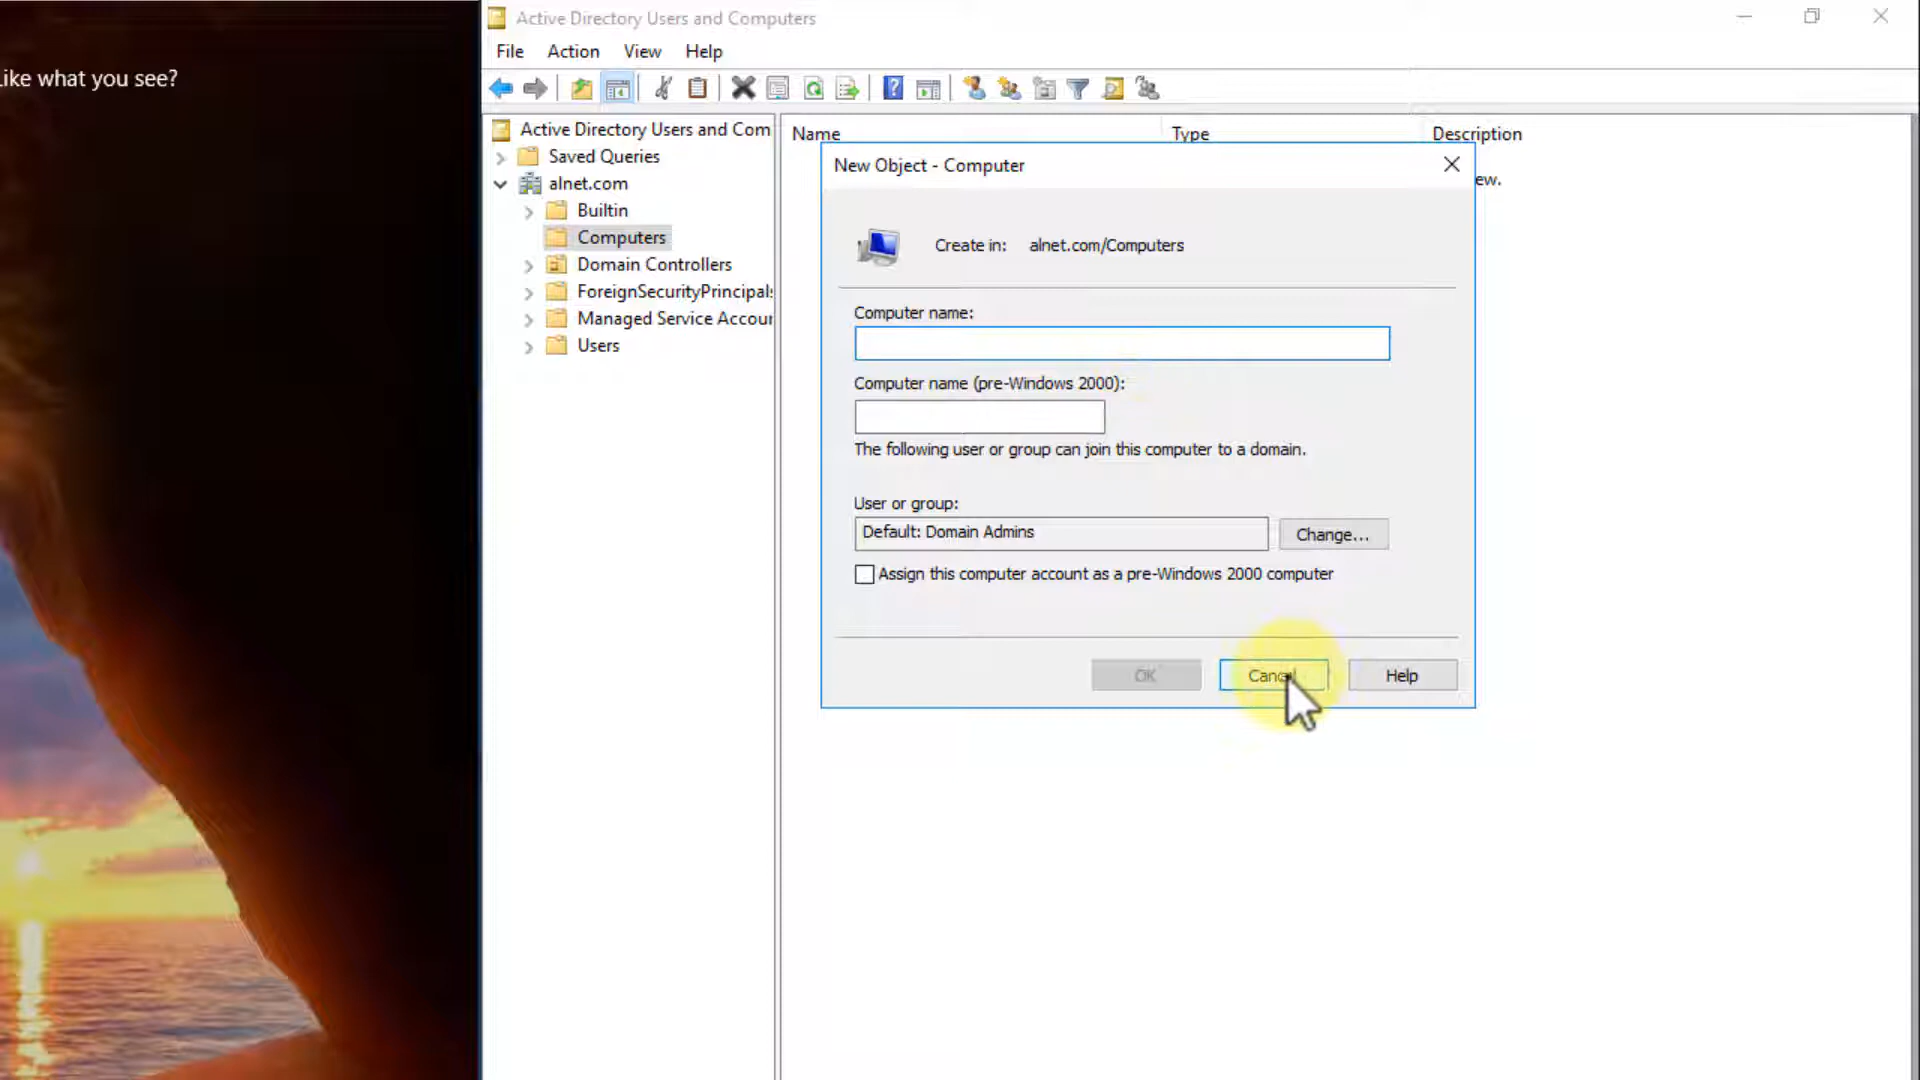 Like what you see?
Active Directory Users and Computers
File Action View Help
Active Directory Users and Com
Saved Queries
alnet.com
Builtin
Computers
Domain Controllers
ForeignSecurityPrincipals
Managed Service Accou
Users
Name Type Description
ew.
New Object - Computer
Create in: alnet.com/Computers
Computer name:
Computer name (pre-Windows 2000):
The following user or group can join this computer to a domain.
User or group:
Default: Domain Admins
Change...
Assign this computer account as a pre-Windows 2000 computer
OK Cancel Help